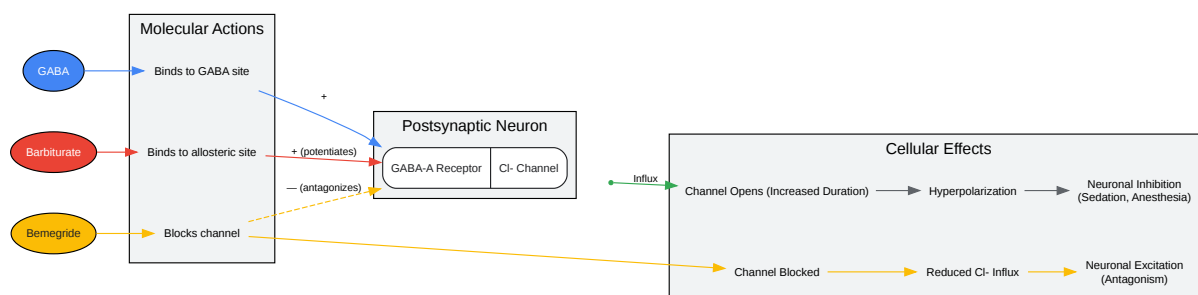 Molecular Actions
GABA
Binds to GABA site
+
Barbiturate
Binds to allosteric site
+ (potentiates)
— (antagonizes)
Bemegride
Blocks channel
Postsynaptic Neuron
GABA-A Receptor
Cl- Channel
Cellular Effects
Influx
Channel Opens (Increased Duration)
Hyperpolarization
Neuronal Inhibition
(Sedation, Anesthesia)
Channel Blocked
Reduced Cl- Influx
Neuronal Excitation
(Antagonism)